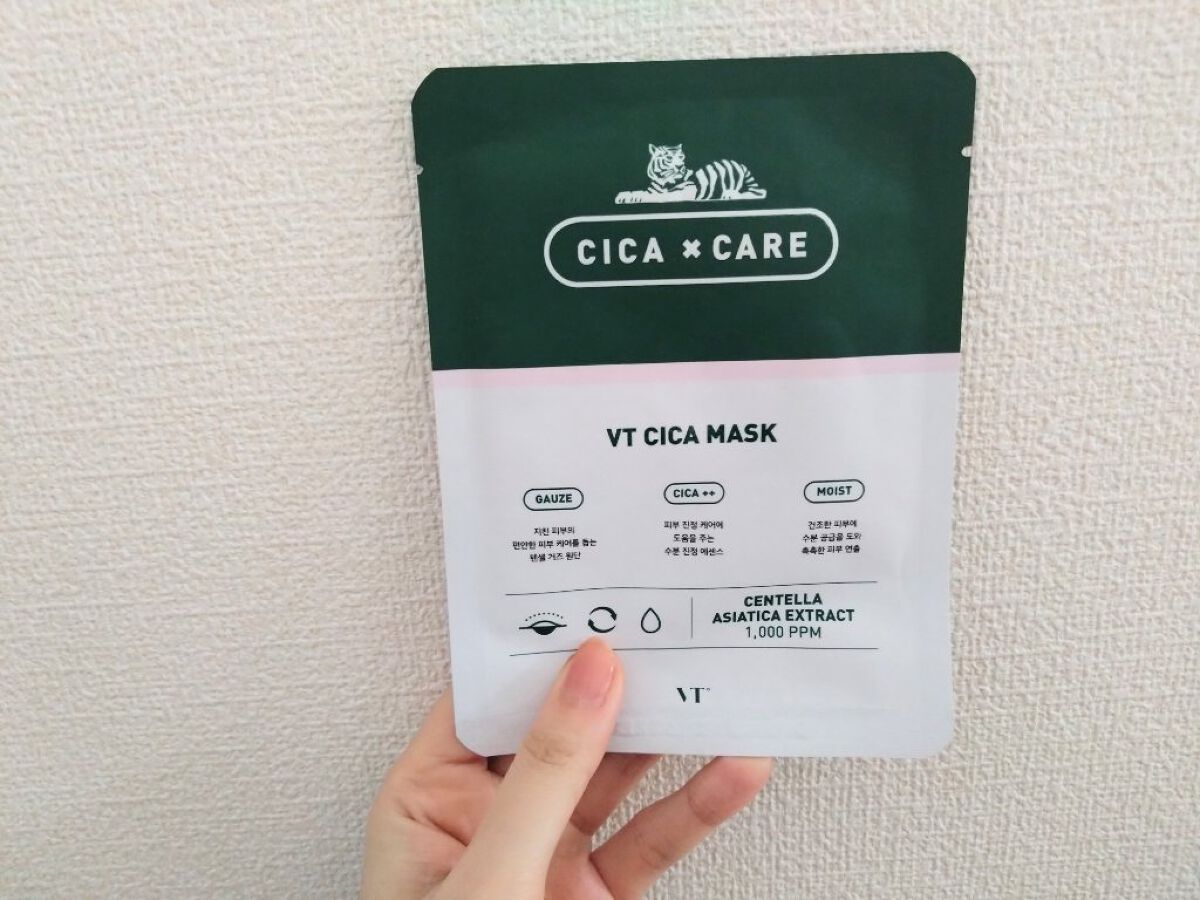 CICA × CARE
VT CICA MASK
GAUZE
지친 피부의
편안한 피부 케어를 돕는
텐셀 거즈 원단
CICA ++
피부 진정 케어에
도움을 주는
수분 진정 에센스
MOIST
건조한 피부에
수분 공급을 도와
촉촉한 피부 연출
CENTELLA
ASIATICA EXTRACT
1,000 PPM
VT